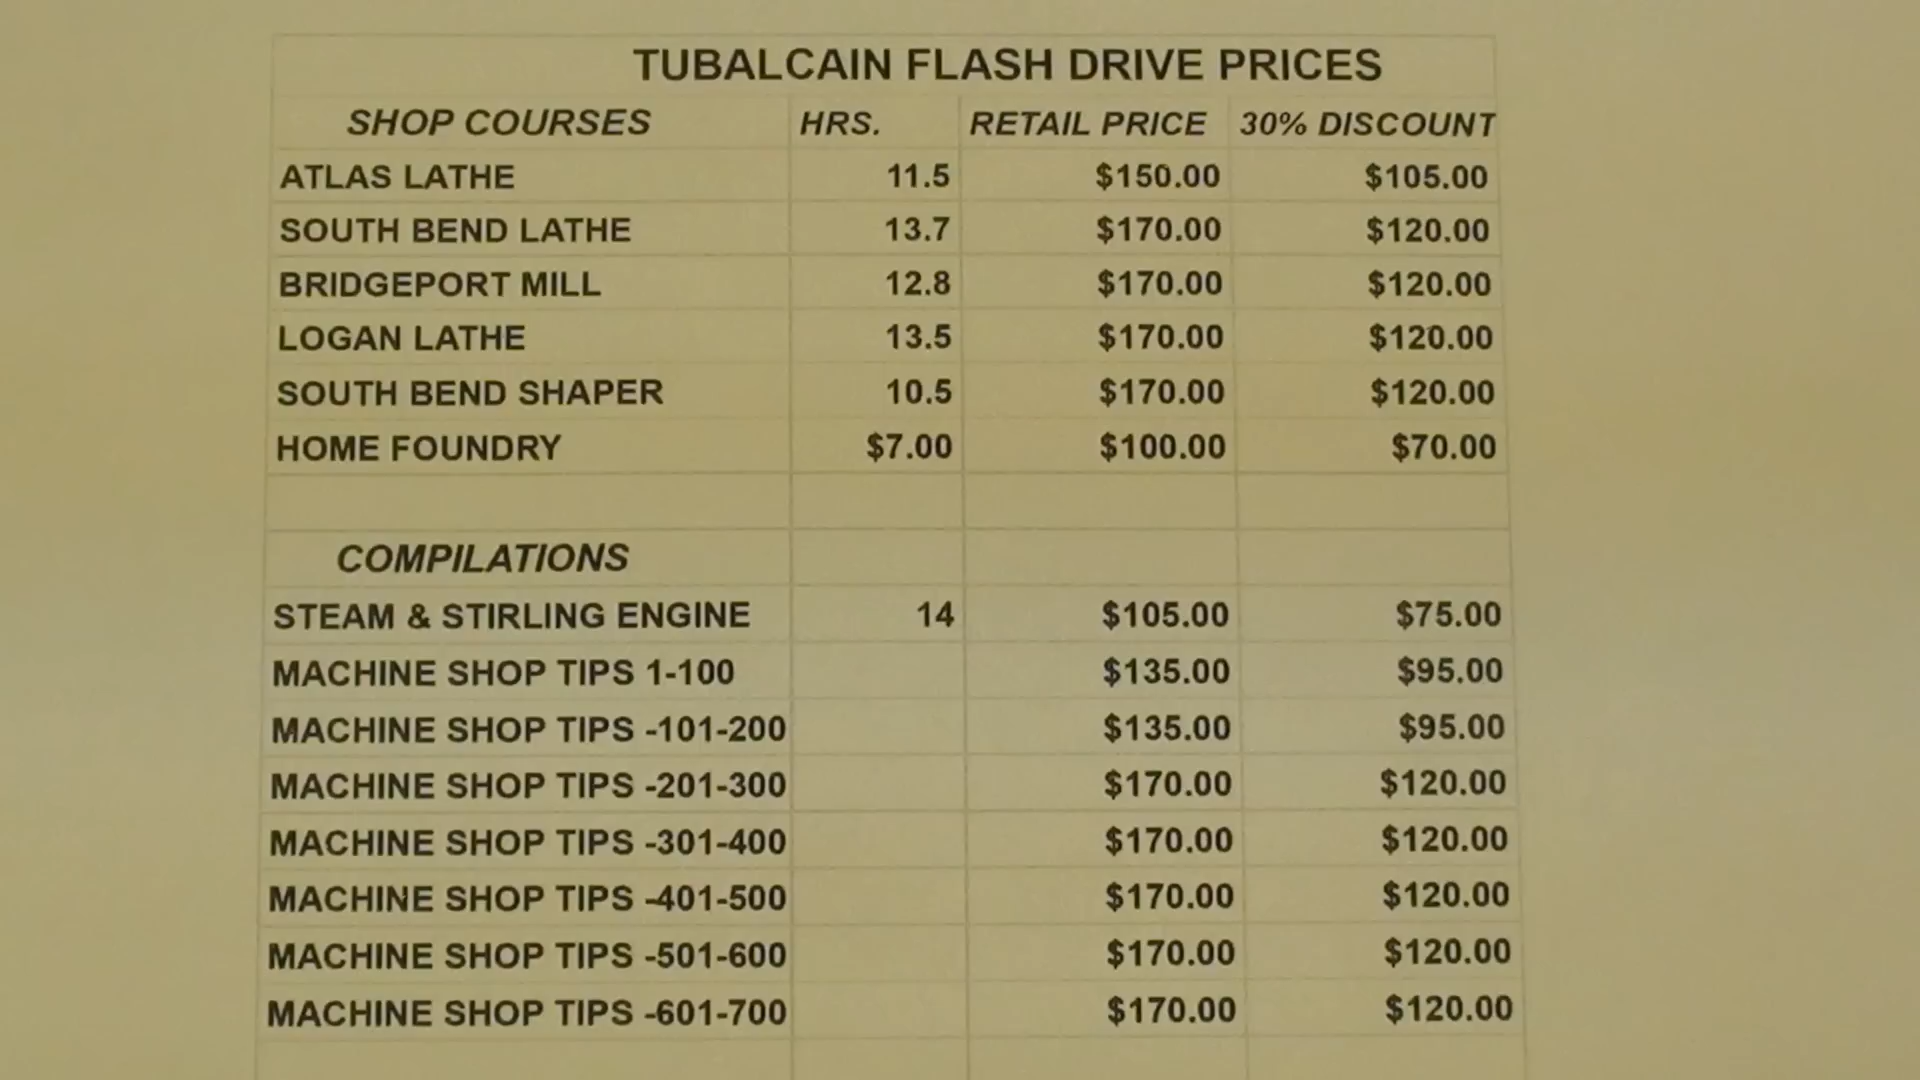 TUBALCAIN FLASH DRIVE PRICES
SHOP COURSES HRS. RETAIL PRICE 30% DISCOUNT
ATLAS LATHE 11.5 $150.00 $105.00
SOUTH BEND LATHE 13.7 $170.00 $120.00
BRIDGEPORT MILL 12.8 $170.00 $120.00
LOGAN LATHE 13.5 $170.00 $120.00
SOUTH BEND SHAPER 10.5 $170.00 $120.00
HOME FOUNDRY $7.00 $100.00 $70.00
COMPILATIONS
STEAM & STIRLING ENGINE 14 $105.00 $75.00
MACHINE SHOP TIPS 1-100 $135.00 $95.00
MACHINE SHOP TIPS -101-200 $135.00 $95.00
MACHINE SHOP TIPS -201-300 $170.00 $120.00
MACHINE SHOP TIPS -301-400 $170.00 $120.00
MACHINE SHOP TIPS -401-500 $170.00 $120.00
MACHINE SHOP TIPS -501-600 $170.00 $120.00
MACHINE SHOP TIPS -601-700 $170.00 $120.00